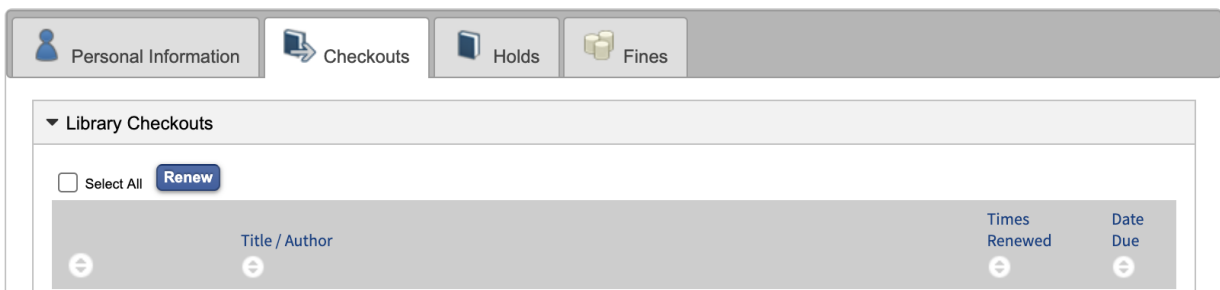 Personal Information
Checkouts
Holds
Fines
Library Checkouts
Select All
Renew
Title / Author
Times
Renewed
Date
Due